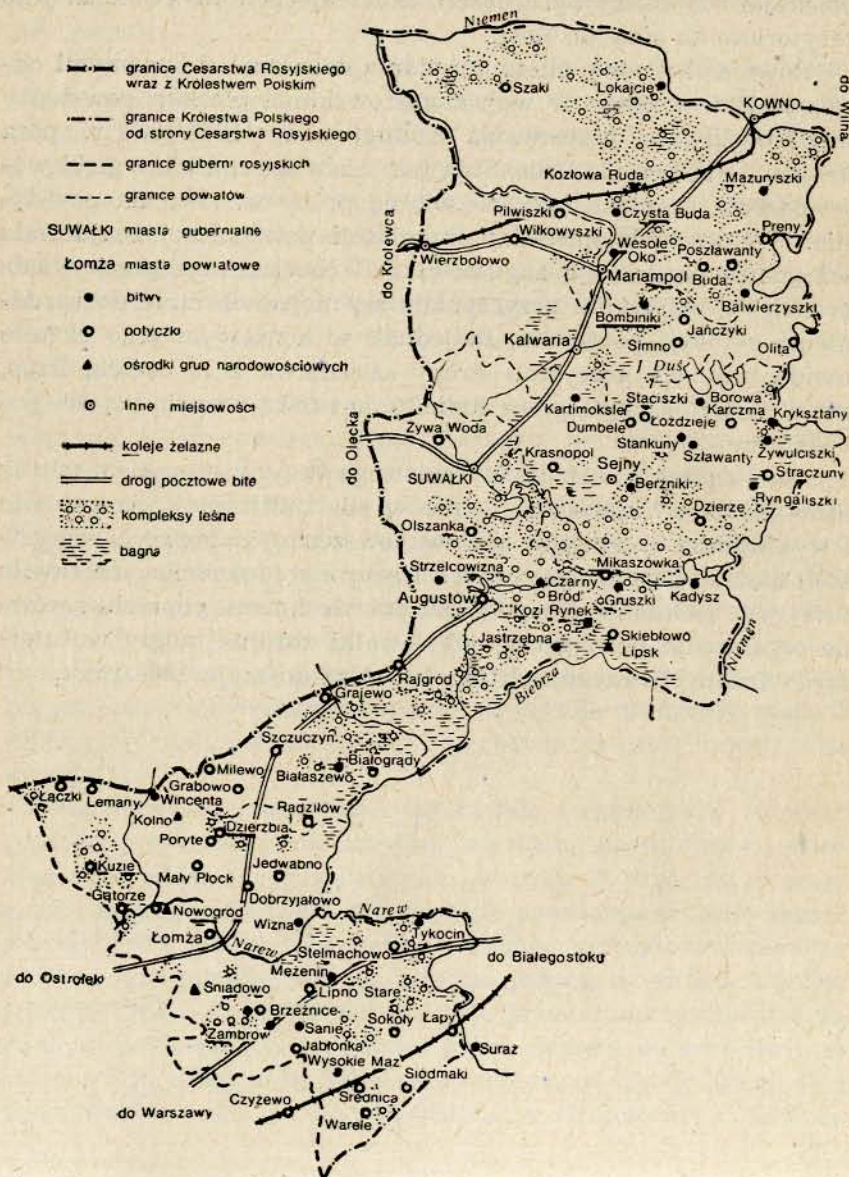 granice Cesarstwa Rosyjskiego
wraz z Królestwem Polskim
granice Królestwa Polskiego
od strony Cesarstwa Rosyjskiego
granice guberni rosyjskich
granice powiatów
SUWAŁKI miasta gubernialne
Łomża miasta powiatowe
bitwy
potyczki
ośrodki grup narodowościowych
inne miejsowości
koleje żelazne
drogi pocztowe bite
kompleksy leśne
bagna
Niemen
Szaki
Lokajcie
KOWNO
do Wilna
Kozłowa Ruda
Mazuryszki
Pilwiszki
Czysta Buda
Preny
do Królewca
Wierzbołowo
Wiłkowyszki
Wesołe
Oko
Poszławanty
Mariampol
Buda
Balwierzyszki
Bombiniki
Jańczyki
Kalwaria
Simno
Olita
J Duś
Staciszki
Borowa
Karczma
Kartimoksler
Dumbele
Łoździeje
Kryksztany
do Olecka
Żywa Woda
Stankuny
Szławanty
Żywulciszki
Krasnopol
SUWAŁKI
Sejny
Straczuny
Berżniki
Ryngaliszki
Dzierze
Olszanka
Mikaszówka
Strzelcowizna
Czarny
Bród
Gruszki
Kadysz
Augustów
Kozi Rynek
Jastrzębna
Skiebłowo
Lipsk
Niemen
Rajgród
Biebrza
Grajewo
Szczuczyn
Białaszewo
Białogrądy
Milewo
Łączki
Lemany
Grabowo
Wincenta
Kolno
Radziłów
Dzierzbia
Poryte
Kuzie
Mały Płock
Jedwabno
Dobrzyjałowo
Gątorze
Nowogród
Wizna
Narew
Tykocin
Łomża
Narew
Stelmachowo
do Białegostoku
do Ostrołęki
Mężenin
Śniadowo
Lipno Stare
Brzeźnice
Sokoły
Łapy
Zambrów
Sanie
Jabłonka
Suraż
Wysokie Maz
Siodmaki
do Warszawy
Czyżewo
Średnica
Warele